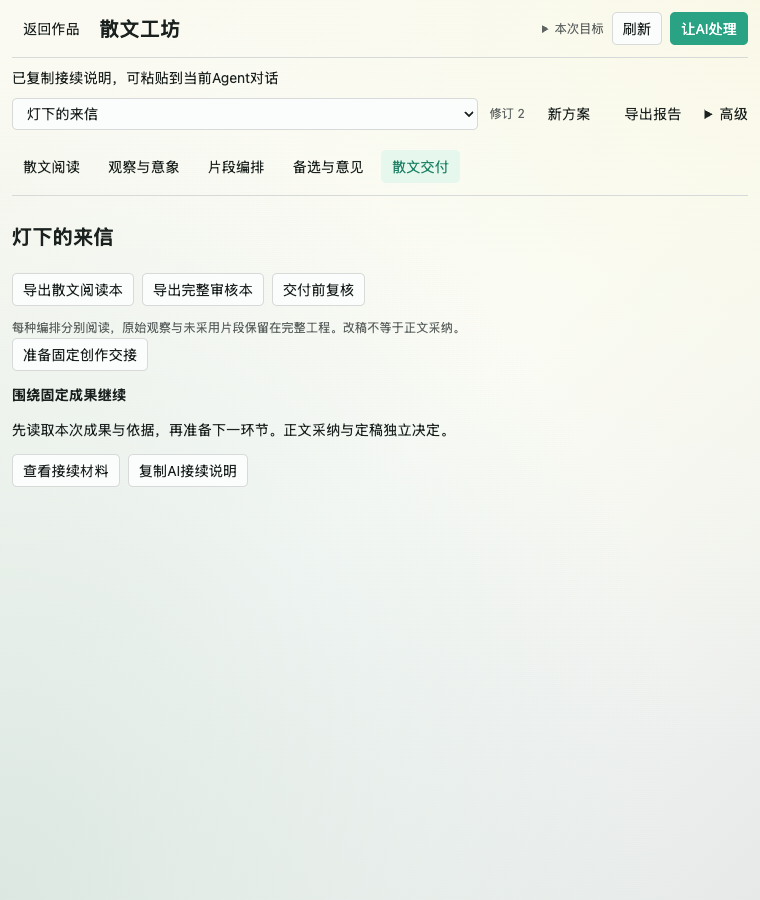 返回作品 散文工坊 ▶ 本次目标 刷新 让AI处理
已复制接续说明，可粘贴到当前Agent对话
灯下的来信 修订 2 新方案 导出报告 ▶ 高级
散文阅读 观察与意象 片段编排 备选与意见 散文交付
灯下的来信
导出散文阅读本 导出完整审核本 交付前复核
每种编排分别阅读，原始观察与未采用片段保留在完整工程。改稿不等于正文采纳。
准备固定创作交接
围绕固定成果继续
先读取本次成果与依据，再准备下一环节。正文采纳与定稿独立决定。
查看接续材料 复制AI接续说明